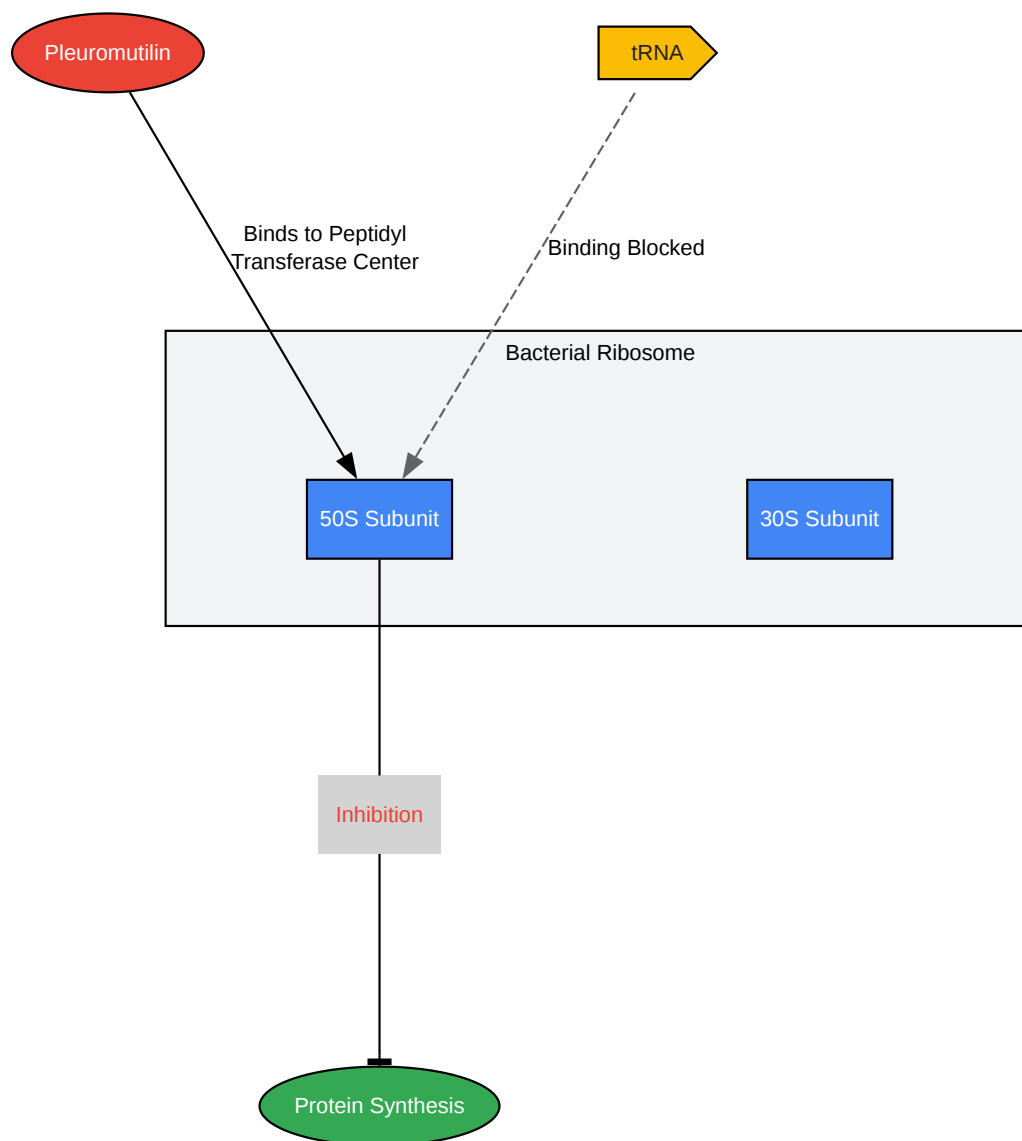 Pleuromutilin
tRNA
Binds to Peptidyl
Transferase Center
Binding Blocked
Bacterial Ribosome
50S Subunit
30S Subunit
Inhibition
Protein Synthesis